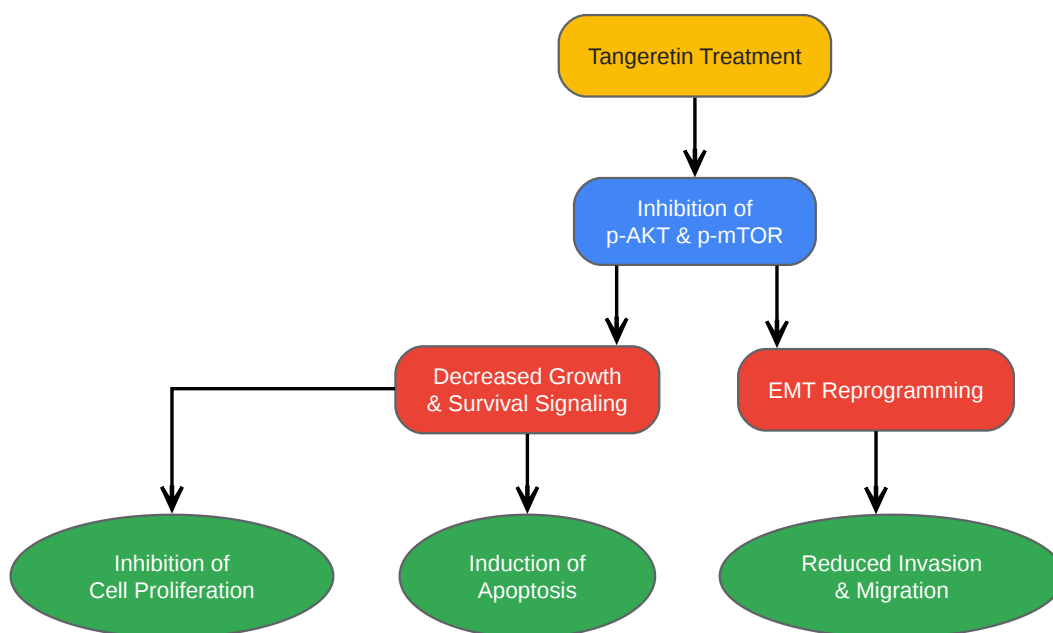 Tangeretin Treatment
Inhibition of
p-AKT & p-mTOR
Decreased Growth
& Survival Signaling
EMT Reprogramming
Inhibition of
Cell Proliferation
Induction of
Apoptosis
Reduced Invasion
& Migration